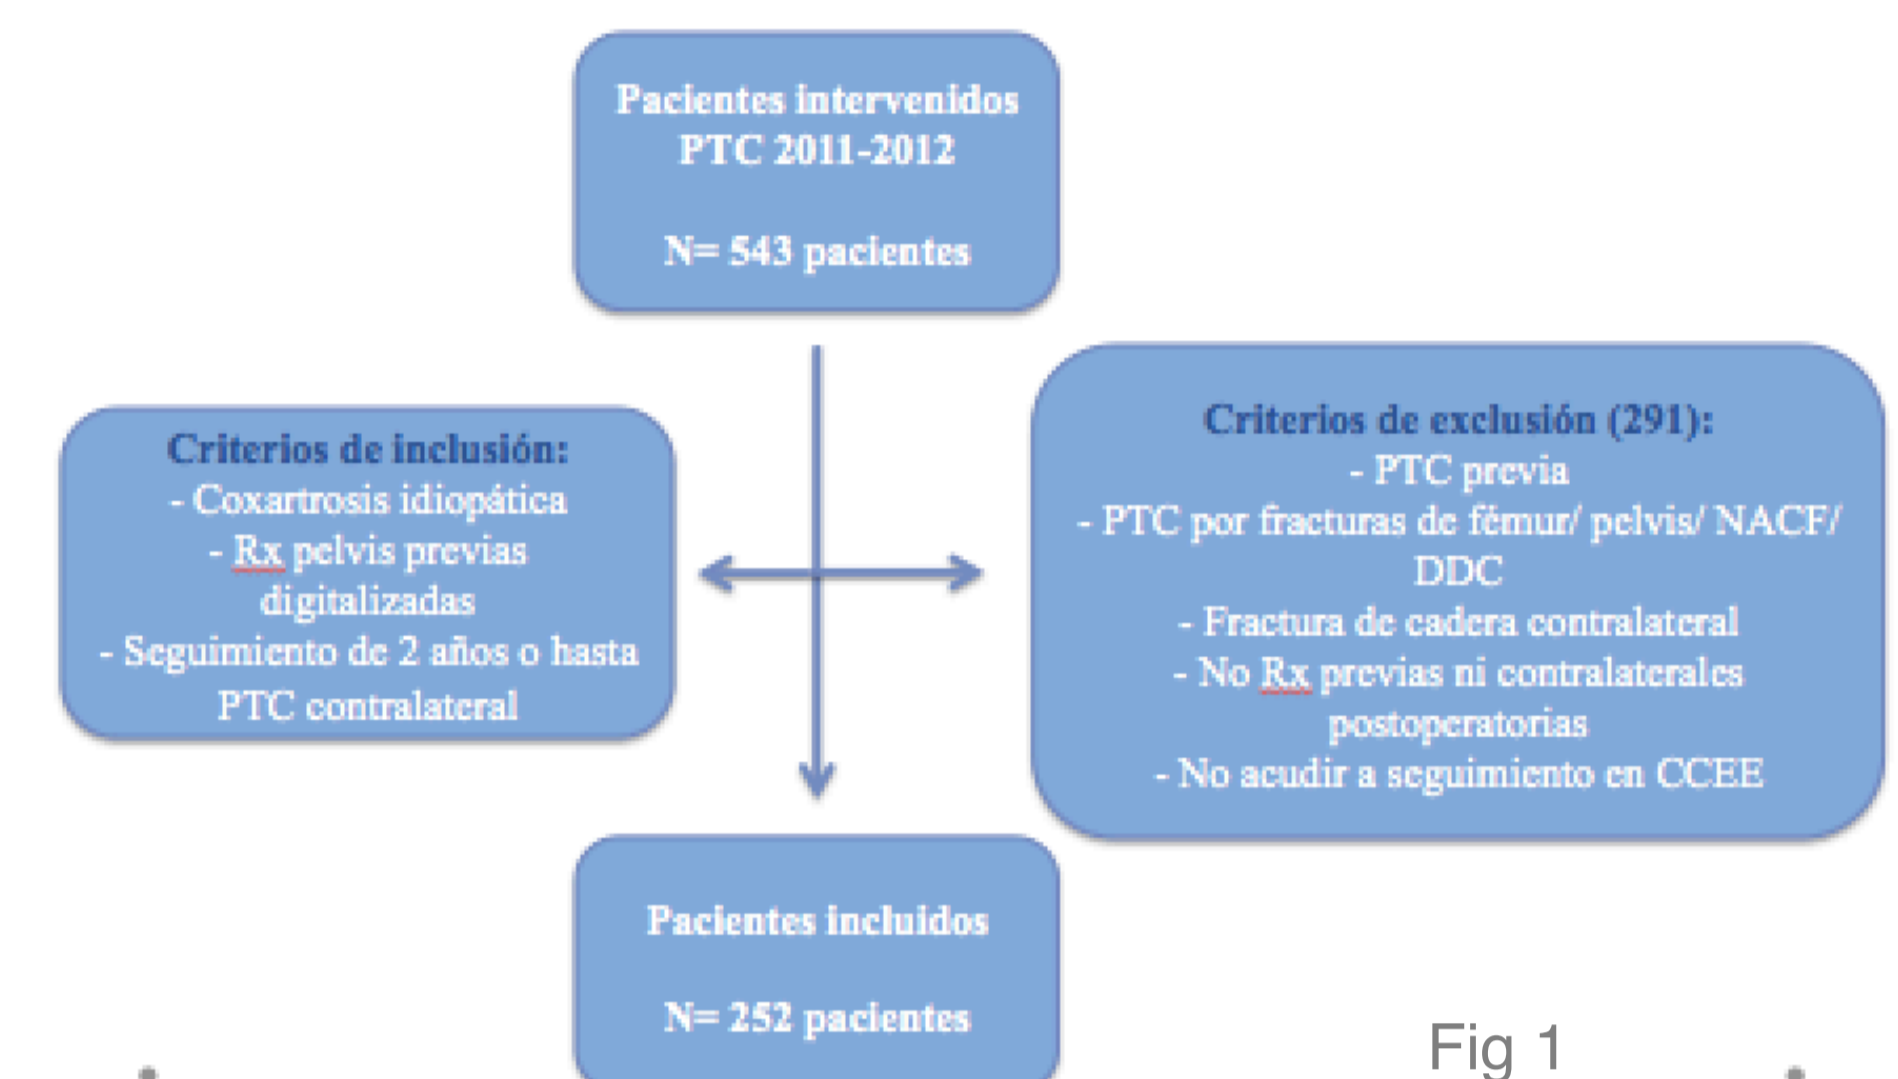 Pacientes intervenidos
PTC 2011-2012
N= 543 pacientes
Criterios de inclusión:
- Coxartrosis idiopática
- Rx pelvis previas
digitalizadas
- Seguimiento de 2 años o hasta
PTC contralateral
Criterios de exclusión (291):
- PTC previa
- PTC por fracturas de fémur/ pelvis/ NACF/
DDC
- Fractura de cadera contralateral
- No Rx previas ni contralaterales
postoperatorias
- No acudir a seguimiento en CCEE
Pacientes incluidos
N= 252 pacientes
Fig 1